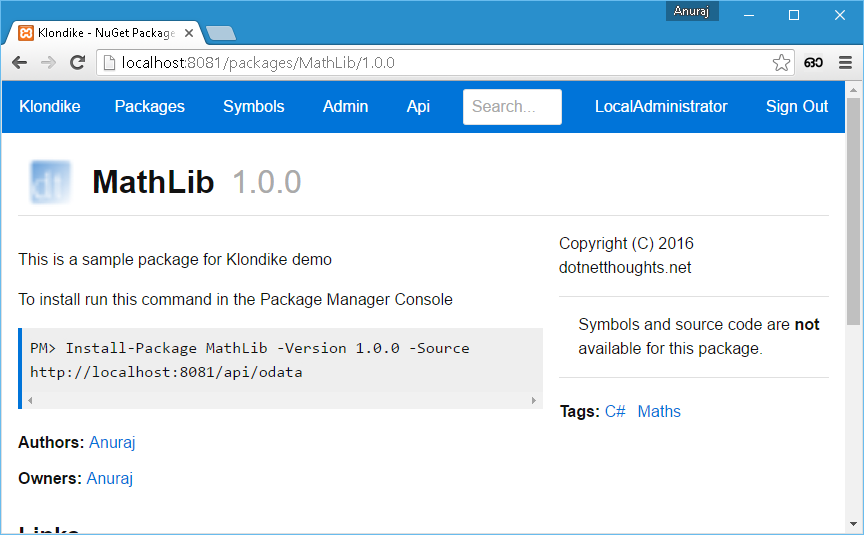 Anuraj
Klondike - NuGet Package
localhost:8081/packages/MathLib/1.0.0
Klondike Packages Symbols Admin Api Search... LocalAdministrator Sign Out
dt
MathLib 1.0.0
This is a sample package for Klondike demo
To install run this command in the Package Manager Console
PM> Install-Package MathLib -Version 1.0.0 -Source
http://localhost:8081/api/odata
Authors: Anuraj
Owners: Anuraj
Links
Copyright (C) 2016
dotnetthoughts.net
Symbols and source code are not
available for this package.
Tags: C# Maths